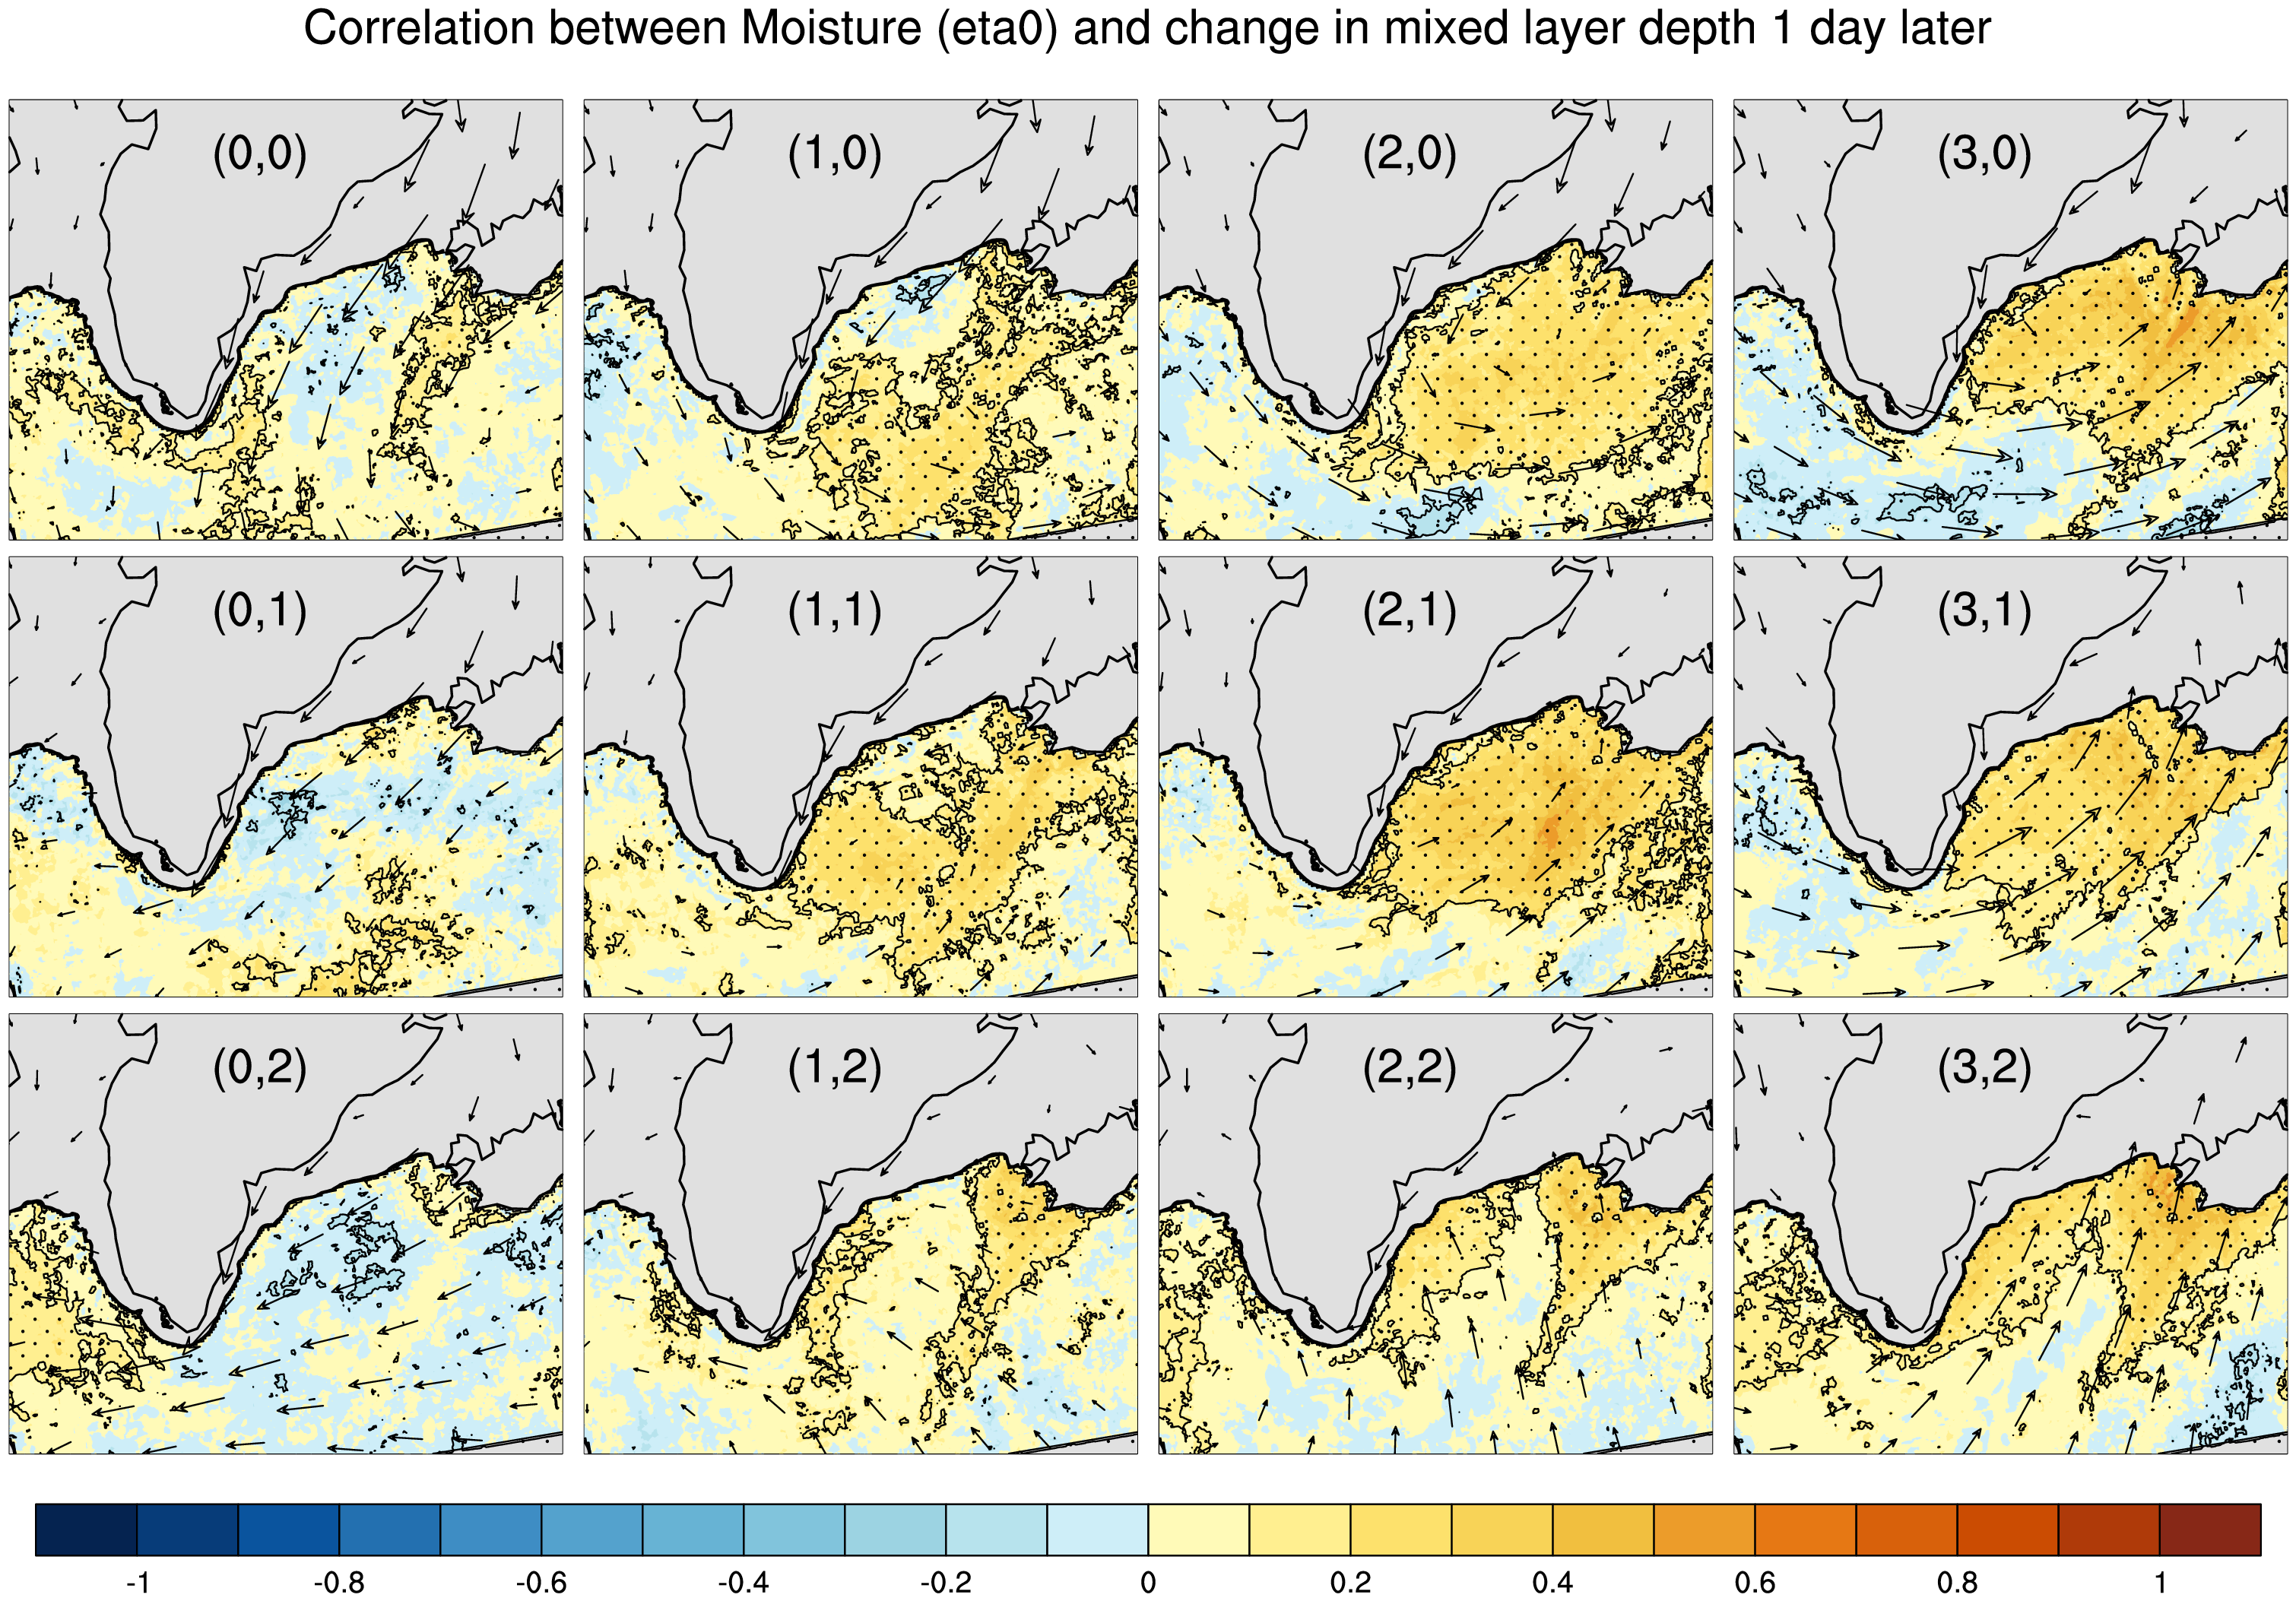 Correlation between Moisture (eta0) and change in mixed layer depth 1 day later
(0,0) (1,0) (2,0) (3,0)
(0,1) (1,1) (2,1) (3,1)
(0,2) (1,2) (2,2) (3,2)
-1 -0.8 -0.6 -0.4 -0.2 0 0.2 0.4 0.6 0.8 1